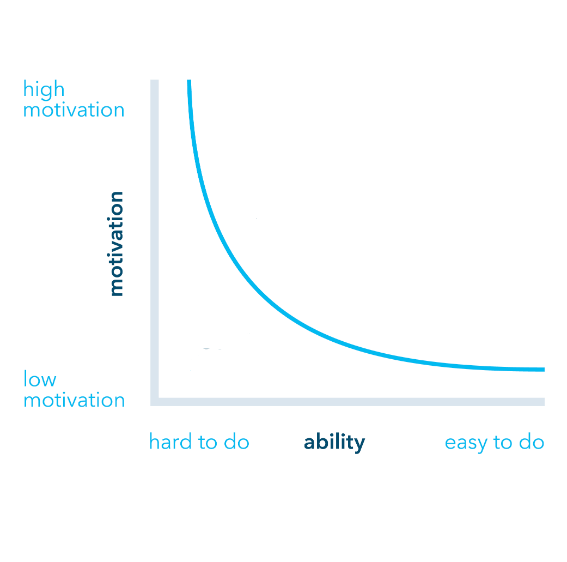 high
motivation
motivation
low
motivation
hard to do
ability
easy to do